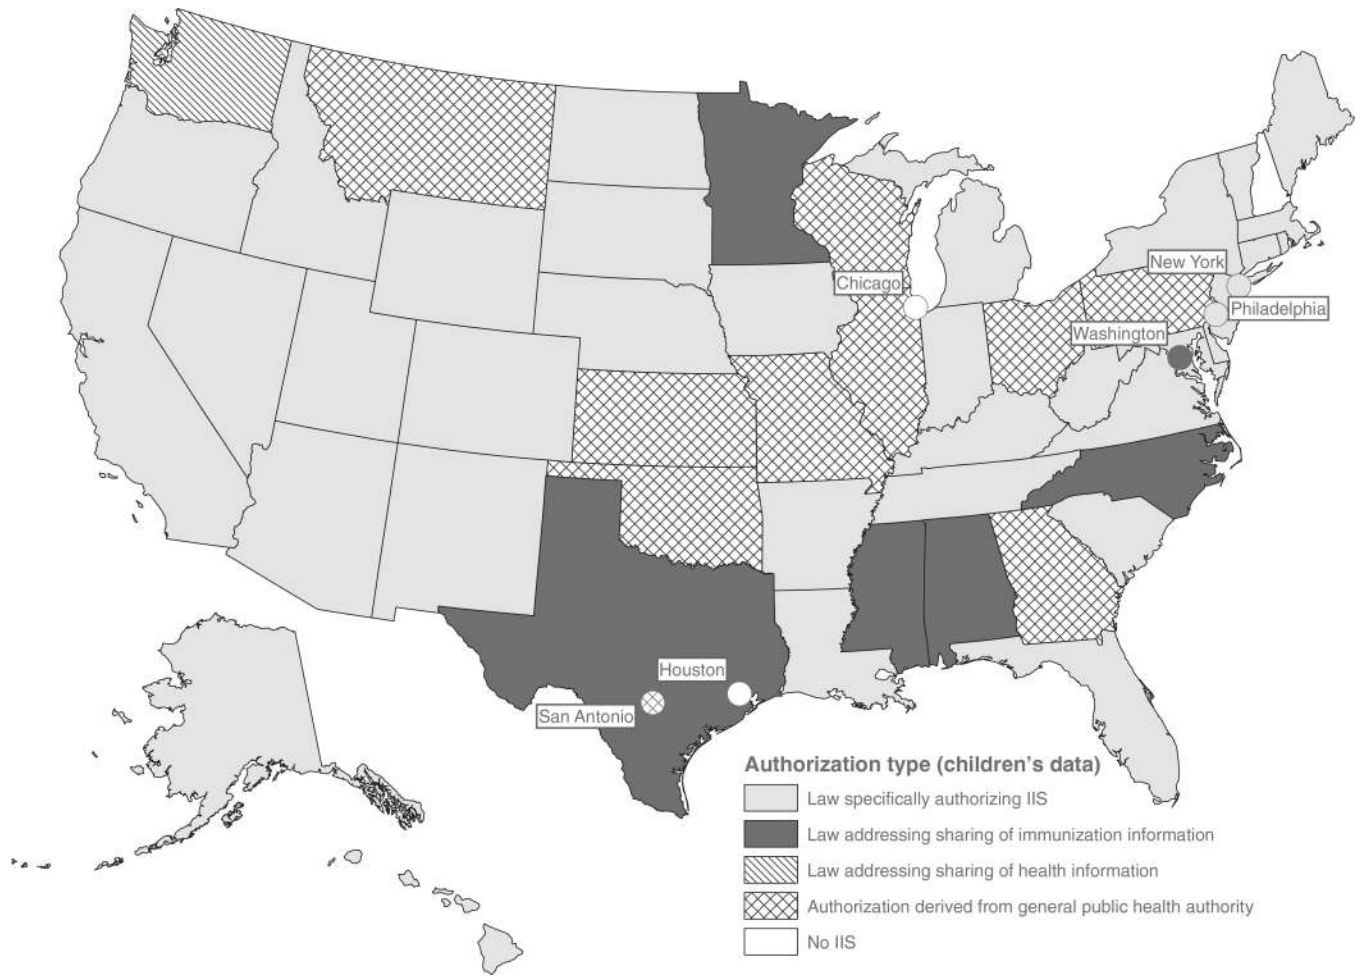 New York
Chicago
Philadelphia
Washington
Houston
San Antonio
Authorization type (children's data)
Law specifically authorizing IIS
Law addressing sharing of immunization information
Law addressing sharing of health information
Authorization derived from general public health authority
No IIS